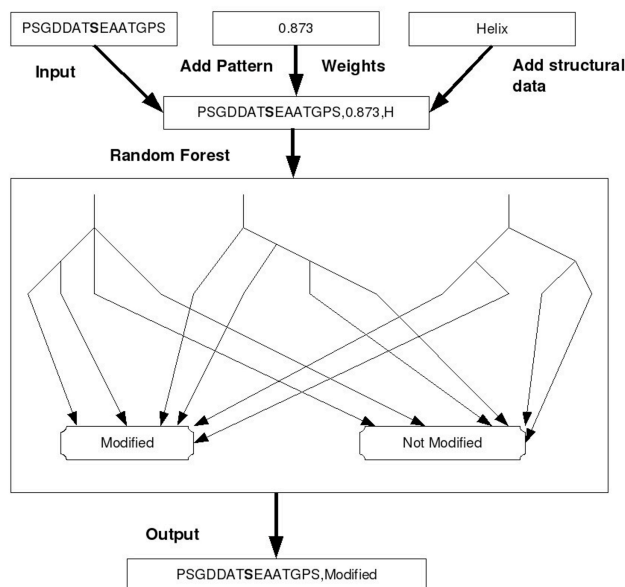 PSGDDATSEAATGPS
0.873
Helix
Input
Add Pattern
Weights
Add structural
data
PSGDDATSEAATGPS,0.873,H
Random Forest
Modified
Not Modified
Output
PSGDDATSEAATGPS,Modified